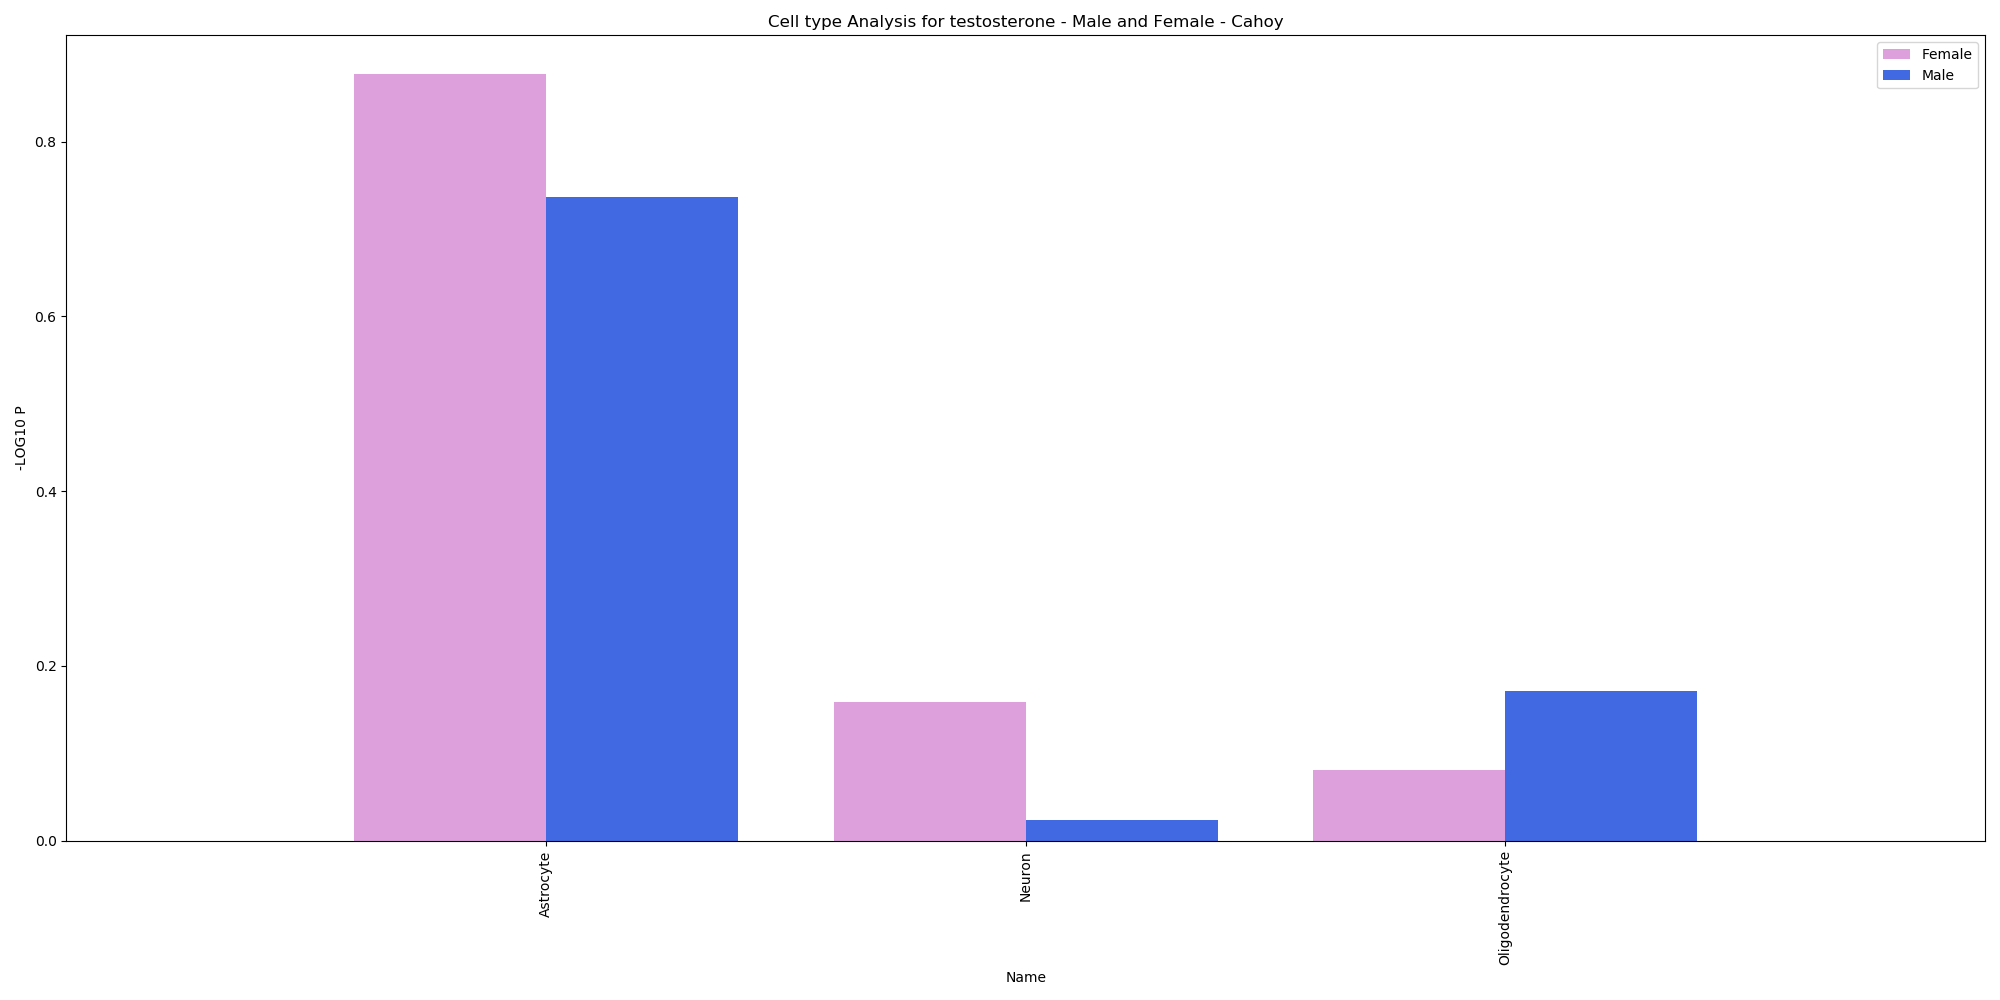 Cell type Analysis for testosterone - Male and Female - Cahoy
Female
Male
-LOG10 P
0.8
0.6
0.4
0.2
0.0
Astrocyte
Neuron
Oligodendrocyte
Name